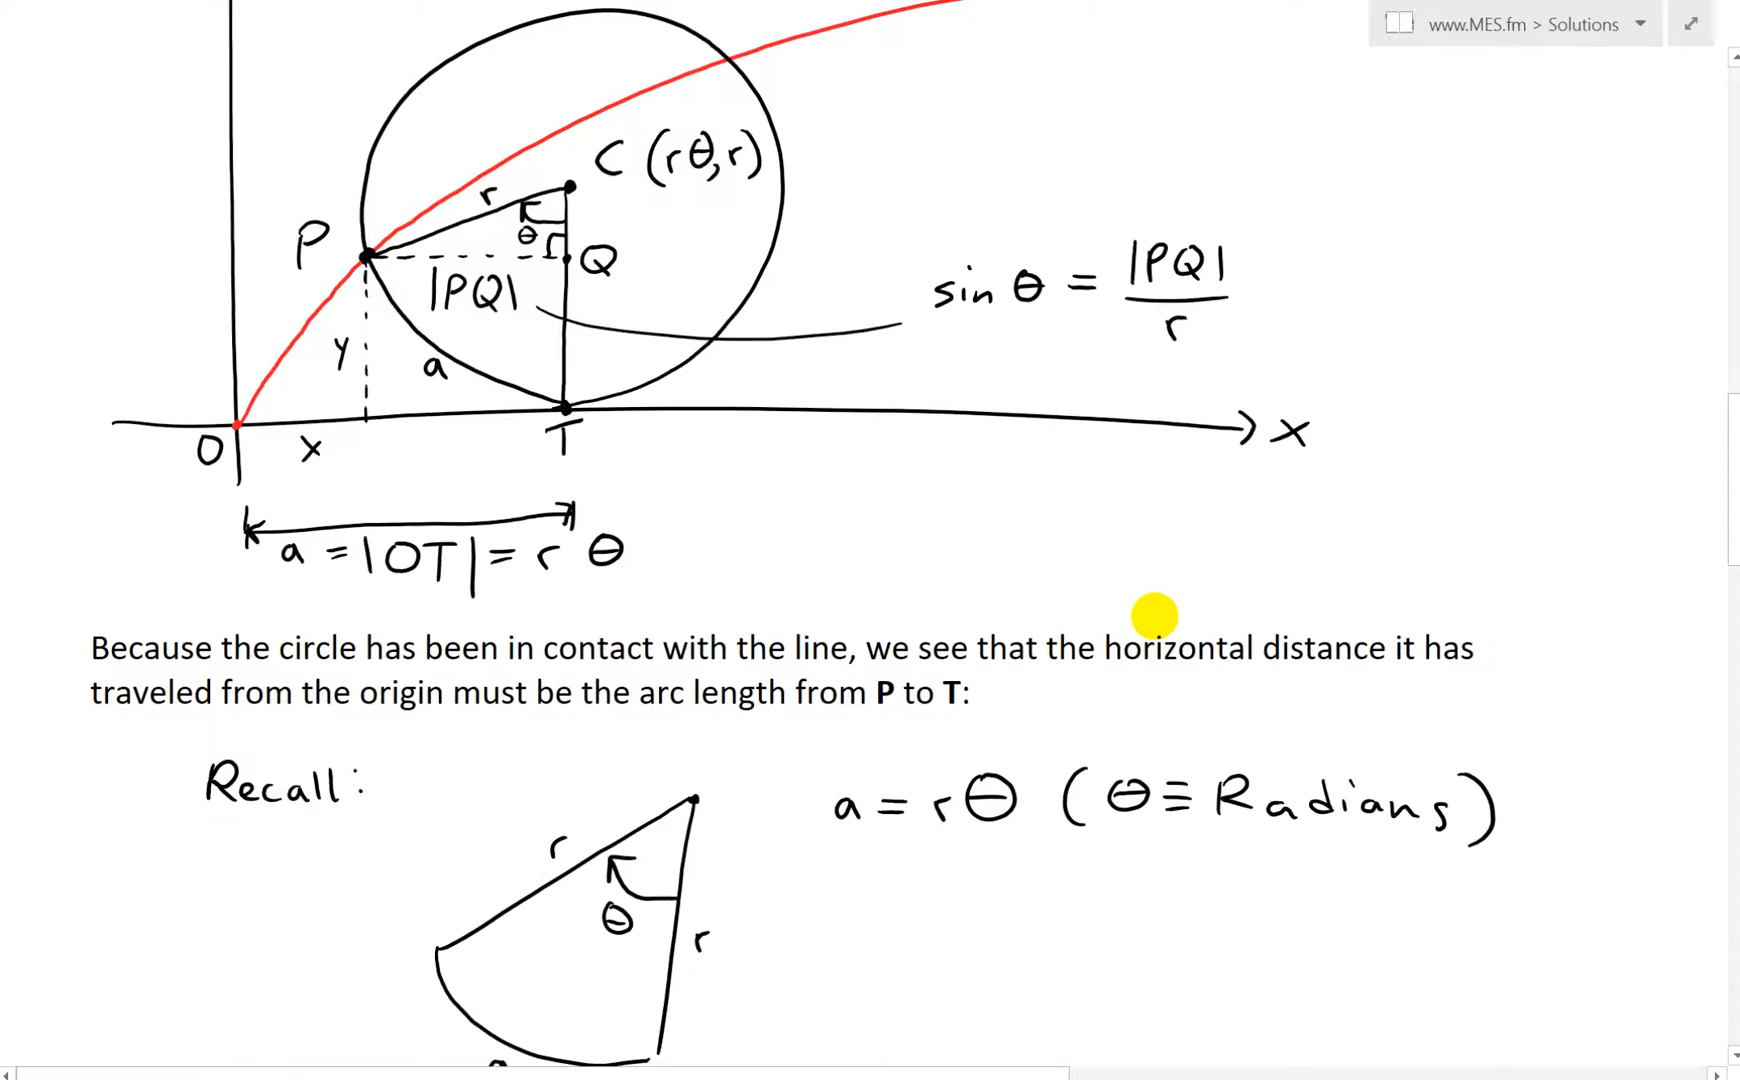 www.MES.fm > Solutions
C (rθ, r)
r
P
θ
Q
|PQ|
sin θ = |PQ| / r
y
a
O
x
T
x
a = |OT| = r θ
Because the circle has been in contact with the line, we see that the horizontal distance it has
traveled from the origin must be the arc length from P to T:
Recall:
a = rθ (θ ≡ Radians)
r
θ
r